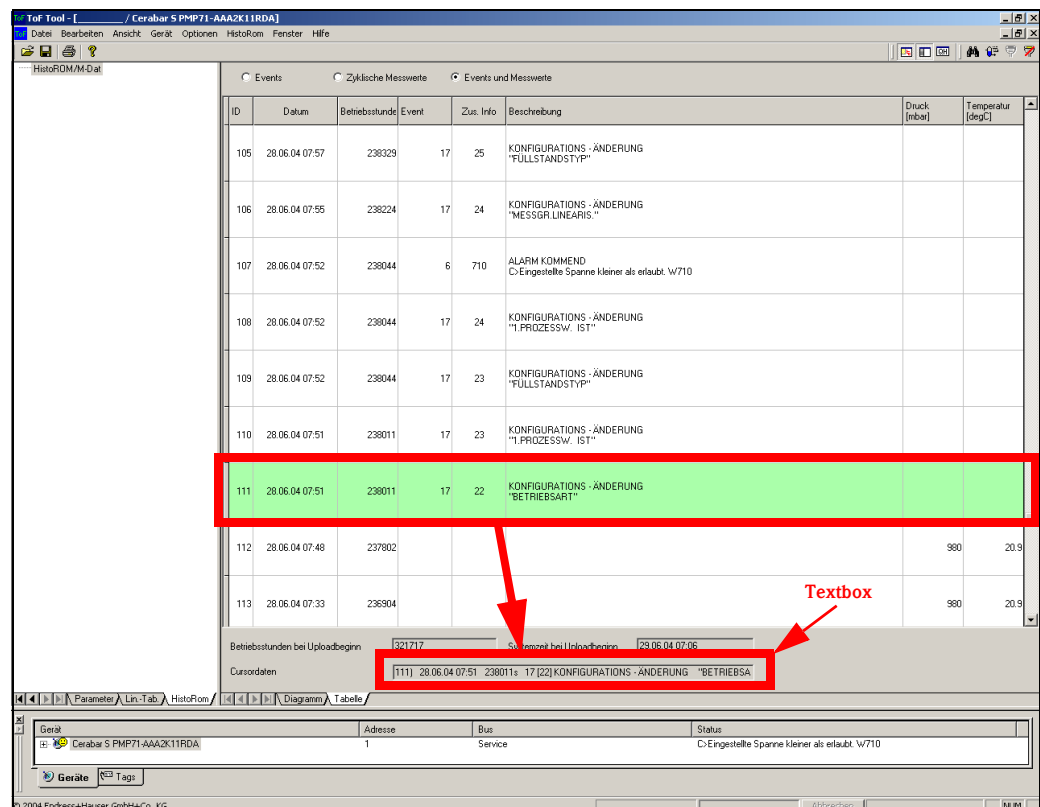 ToF Tool - [ / Cerabar S PMP71-AAA2K11RDA]
Datei Bearbeiten Ansicht Gerät Optionen HistoRom Fenster Hilfe
HistoROM/M-Dat
Events Zyklische Messwerte Events und Messwerte
ID Datum Betriebsstunde Event Zus. Info Beschreibung Druck [mbar] Temperatur [degC]
105 28.06.04 07:57 238329 17 25 KONFIGURATIONS - ÄNDERUNG
"FÜLLSTANDSTYP"
106 28.06.04 07:55 238224 17 24 KONFIGURATIONS - ÄNDERUNG
"MESSGR.LINEARIS."
107 28.06.04 07:52 238044 6 710 ALARM KOMMEND
C>Eingestellte Spanne kleiner als erlaubt. W710
108 28.06.04 07:52 238044 17 24 KONFIGURATIONS - ÄNDERUNG
"1.PROZESSW. IST"
109 28.06.04 07:52 238044 17 23 KONFIGURATIONS - ÄNDERUNG
"FÜLLSTANDSTYP"
110 28.06.04 07:51 238011 17 23 KONFIGURATIONS - ÄNDERUNG
"1.PROZESSW. IST"
111 28.06.04 07:51 238011 17 22 KONFIGURATIONS - ÄNDERUNG
"BETRIEBSART"
112 28.06.04 07:48 237802 980 20.9
113 28.06.04 07:33 236904 980 20.9
Textbox
Betriebsstunden bei Uploadbeginn 321717 Systemzeit bei Uploadbeginn 29.06.04 07:06
Cursordaten 111) 28.06.04 07:51 238011s 17 [22] KONFIGURATIONS - ÄNDERUNG "BETRIEBSA
Parameter Lin.-Tab. HistoRom Diagramm Tabelle
Gerät Adresse Bus Status
Cerabar S PMP71-AAA2K11RDA 1 Service C>Eingestellte Spanne kleiner als erlaubt. W710
Geräte Tags
© 2004 Endress+Hauser GmbH+Co. KG Abbrechen NUM